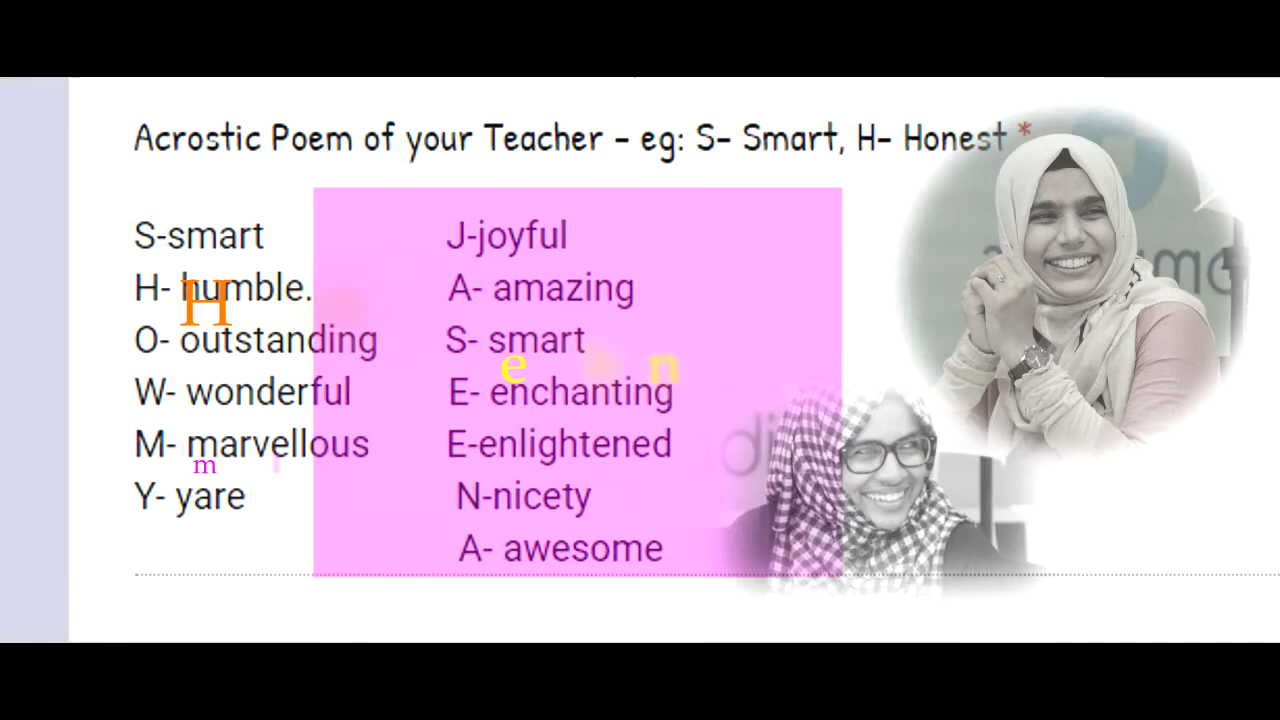 Acrostic Poem of your Teacher - eg: S- Smart, H- Honest *
S-smart
H- humble.
O- outstanding
W- wonderful
M- marvellous
Y- yare
J-joyful
A- amazing
S- smart
E- enchanting
E-enlightened
N-nicety
A- awesome
H
e n
m